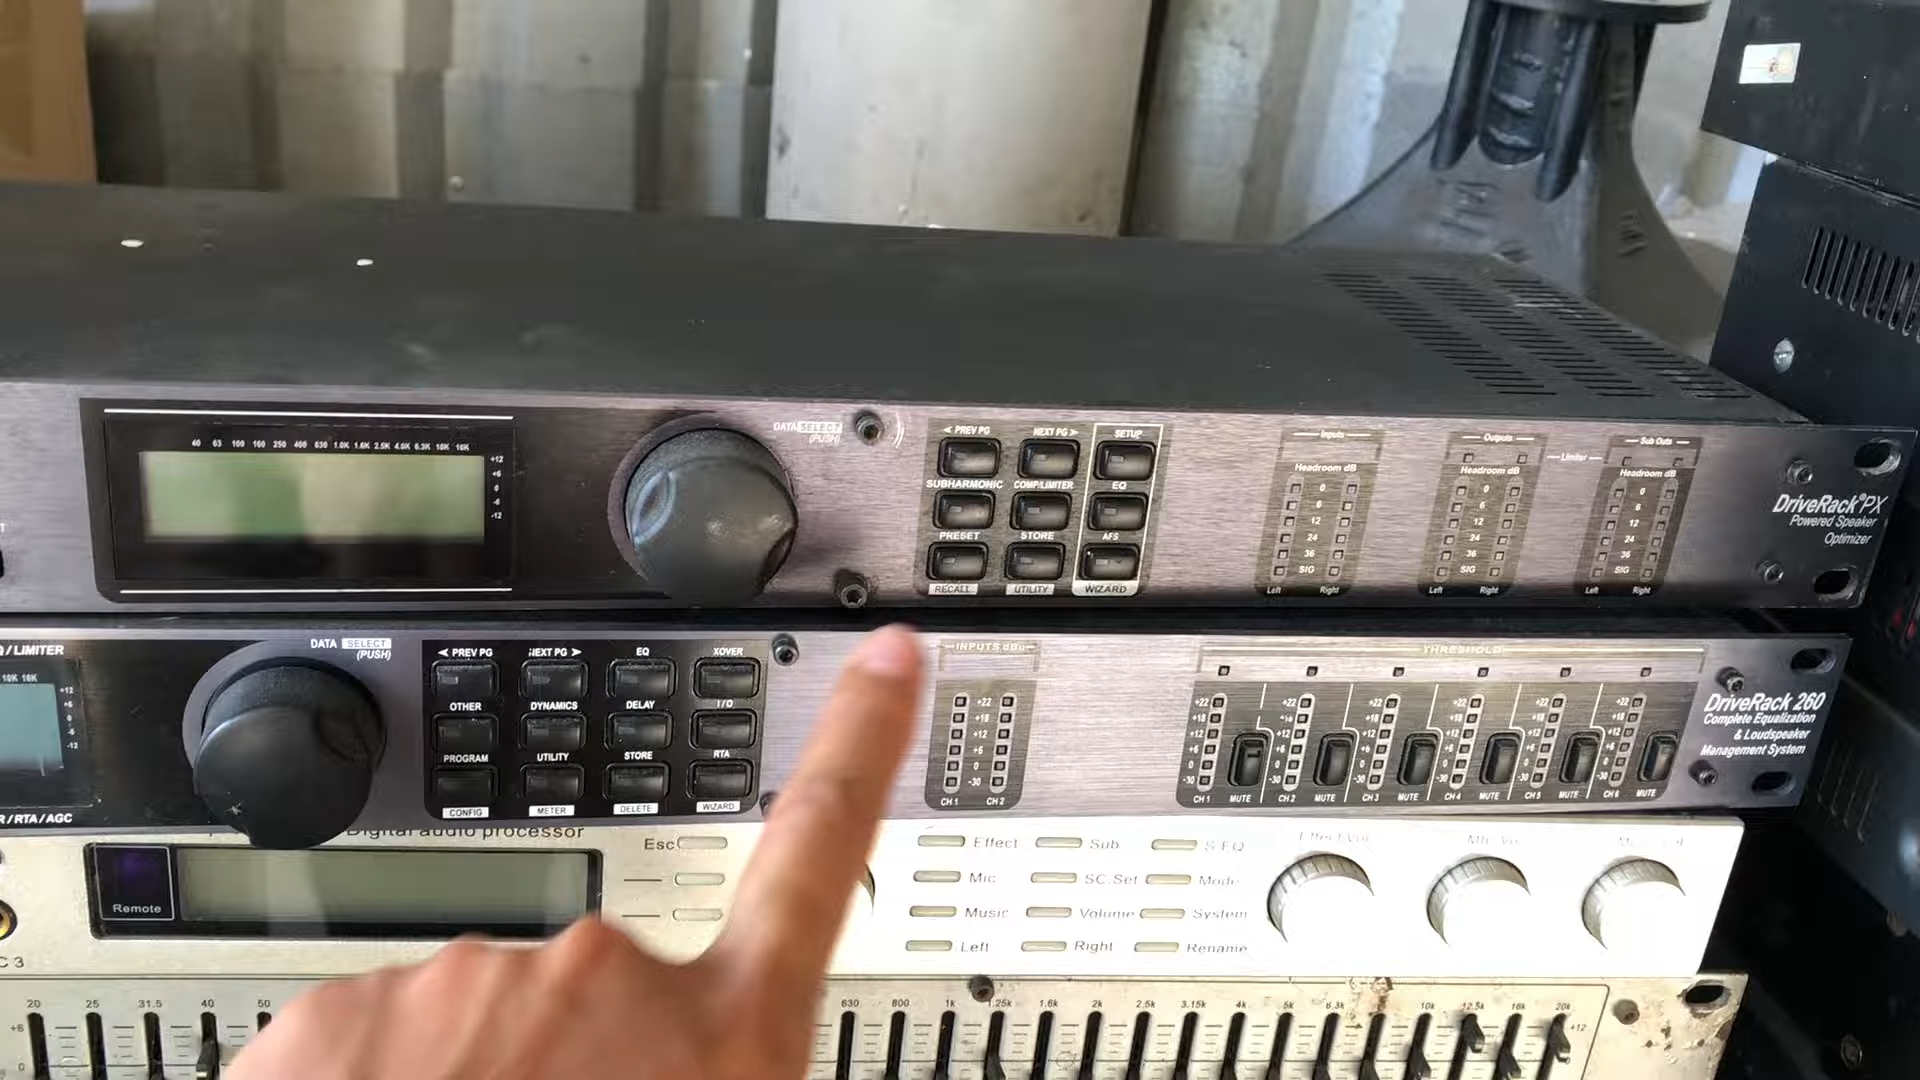 40 63 100 160 250 400 630 1.0K 1.6K 2.5K 4.0K 6.3K 10K 16K
+12
+6
0
-6
-12
DATA SELECT
(PUSH)
◄ PREV PG
NEXT PG ►
SETUP
SUBHARMONIC
COMP/LIMITER
EQ
PRESET
STORE
AFS
RECALL
UTILITY
WIZARD
Inputs
Headroom dB
0
6
12
24
36
SIG
Left
Right
Outputs
Headroom dB
0
6
12
24
36
SIG
Left
Right
Limiter
Sub Outs
Headroom dB
0
6
12
24
36
SIG
Left
Right
DriveRack®PX
Powered Speaker
Optimizer
/ LIMITER
10K 16K
+12
+6
0
-6
-12
R / RTA / AGC
DATA SELECT
(PUSH)
◄ PREV PG
NEXT PG ►
EQ
XOVER
OTHER
DYNAMICS
DELAY
I/O
PROGRAM
UTILITY
STORE
RTA
CONFIG
METER
DELETE
WIZARD
INPUTS dBu
+22
+18
+12
+6
0
-30
CH 1
CH 2
THRESHOLD
+22
+18
+12
+6
0
-30
CH 1
MUTE
CH 2
MUTE
CH 3
MUTE
CH 4
MUTE
CH 5
MUTE
CH 6
MUTE
DriveRack 260
Complete Equalization
& Loudspeaker
Management System
Digital audio processor
Remote
Esc
Effect
Sub
S.EQ
Mic
SC.Set
Mode
Music
Volume
System
Left
Right
Rename
20 25 31.5 40 50 630 800 1k 1.25k 1.6k 2k 2.5k 3.15k 4k 5k 6.3k 10k 12.5k 16k 20k
+12
0